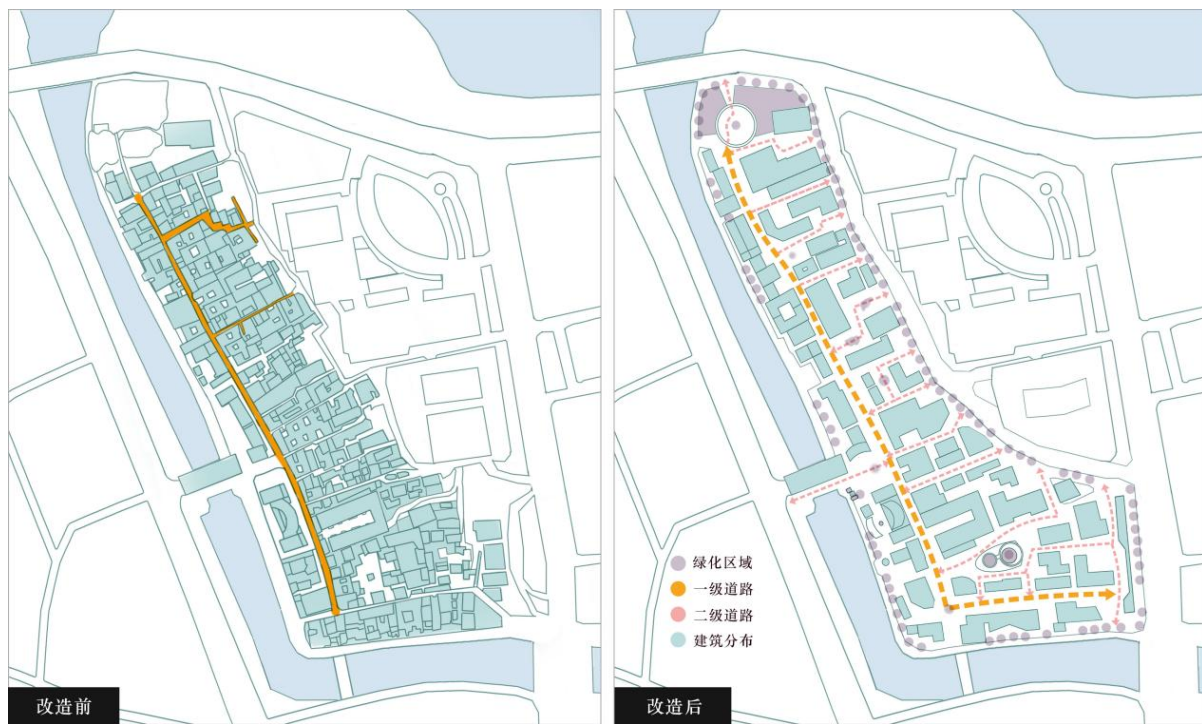 绿化区域
一级道路
二级道路
建筑分布
改造前
改造后